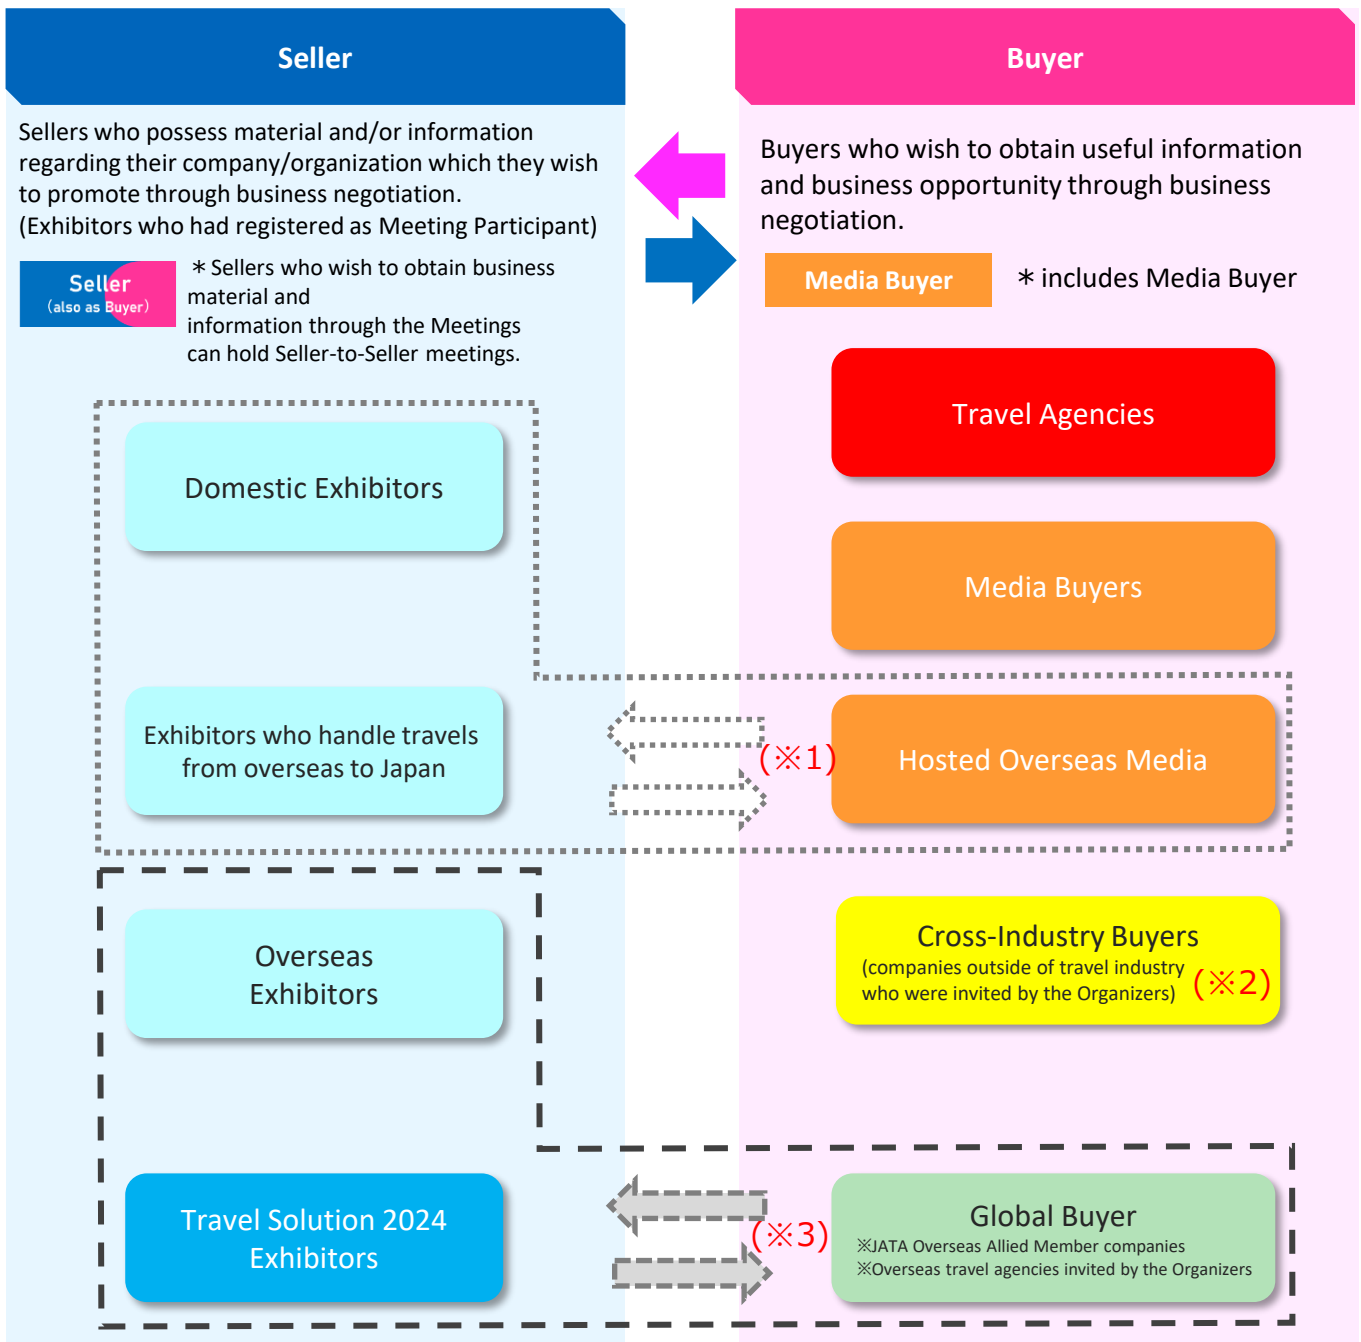 Seller
Sellers who possess material and/or information
regarding their company/organization which they wish
to promote through business negotiation.
(Exhibitors who had registered as Meeting Participant)
Seller
(also as Buyer)
＊Sellers who wish to obtain business
material and
information through the Meetings
can hold Seller-to-Seller meetings.
Domestic Exhibitors
Exhibitors who handle travels
from overseas to Japan
Overseas
Exhibitors
Travel Solution 2024
Exhibitors
Buyer
Buyers who wish to obtain useful information
and business opportunity through business
negotiation.
Media Buyer
＊includes Media Buyer
Travel Agencies
Media Buyers
(※1)
Hosted Overseas Media
Cross-Industry Buyers
(companies outside of travel industry
who were invited by the Organizers)
(※2)
(※3)
Global Buyer
※JATA Overseas Allied Member companies
※Overseas travel agencies invited by the Organizers